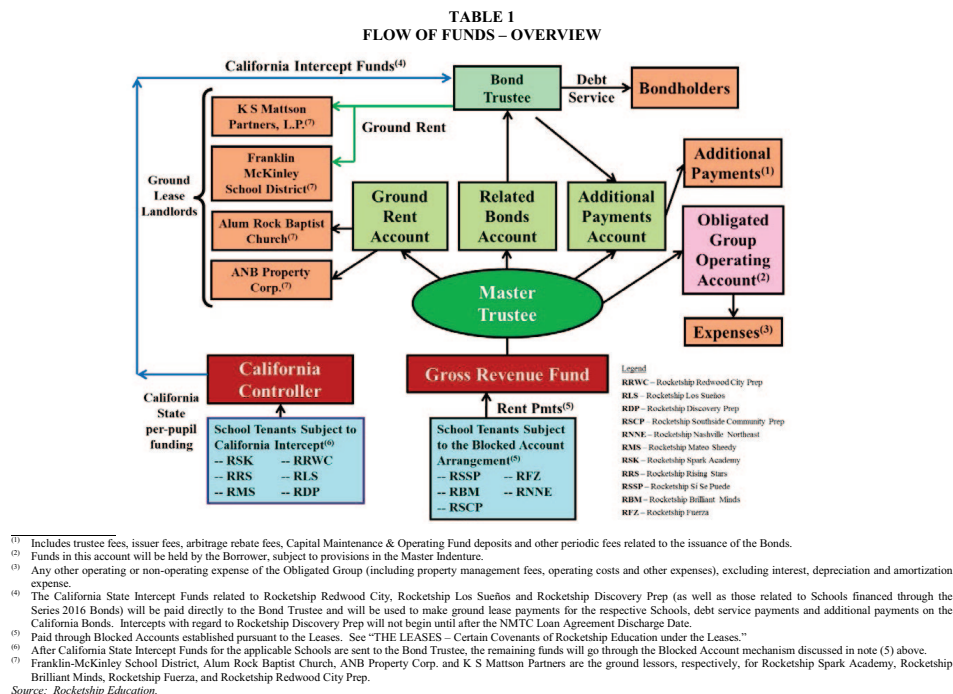 TABLE 1
FLOW OF FUNDS – OVERVIEW
California Intercept Funds(4)
Bond
Trustee
Debt
Service
Bondholders
K S Mattson
Partners, L.P.(7)
Ground Rent
Franklin
McKinley
School District(7)
Ground
Lease
Landlords
Alum Rock Baptist
Church(7)
ANB Property
Corp.(7)
Ground
Rent
Account
Related
Bonds
Account
Additional
Payments
Account
Additional
Payments(1)
Obligated
Group
Operating
Account(2)
Master
Trustee
Expenses(3)
California
Controller
Gross Revenue Fund
California
State
per-pupil
funding
Rent Pmts(5)
School Tenants Subject to
California Intercept(6)
-- RSK -- RRWC
-- RRS -- RLS
-- RMS -- RDP
School Tenants Subject
to the Blocked Account
Arrangement(5)
-- RSSP -- RFZ
-- RBM -- RNNE
-- RSCP
Legend
RRWC – Rocketship Redwood City Prep
RLS – Rocketship Los Sueños
RDP – Rocketship Discovery Prep
RSCP – Rocketship Southside Community Prep
RNNE – Rocketship Nashville Northeast
RMS – Rocketship Mateo Sheedy
RSK – Rocketship Spark Academy
RRS – Rocketship Rising Stars
RSSP – Rocketship Si Se Puede
RBM – Rocketship Brilliant Minds
RFZ – Rocketship Fuerza
(1) Includes trustee fees, issuer fees, arbitrage rebate fees, Capital Maintenance & Operating Fund deposits and other periodic fees related to the issuance of the Bonds.
(2) Funds in this account will be held by the Borrower, subject to provisions in the Master Indenture.
(3) Any other operating or non-operating expense of the Obligated Group (including property management fees, operating costs and other expenses), excluding interest, depreciation and amortization
expense.
(4) The California State Intercept Funds related to Rocketship Redwood City, Rocketship Los Sueños and Rocketship Discovery Prep (as well as those related to Schools financed through the
Series 2016 Bonds) will be paid directly to the Bond Trustee and will be used to make ground lease payments for the respective Schools, debt service payments and additional payments on the
California Bonds. Intercepts with regard to Rocketship Discovery Prep will not begin until after the NMTC Loan Agreement Discharge Date.
(5) Paid through Blocked Accounts established pursuant to the Leases. See “THE LEASES – Certain Covenants of Rocketship Education under the Leases.”
(6) After California State Intercept Funds for the applicable Schools are sent to the Bond Trustee, the remaining funds will go through the Blocked Account mechanism discussed in note (5) above.
(7) Franklin-McKinley School District, Alum Rock Baptist Church, ANB Property Corp. and K S Mattson Partners are the ground lessors, respectively, for Rocketship Spark Academy, Rocketship
Brilliant Minds, Rocketship Fuerza, and Rocketship Redwood City Prep.
Source: Rocketship Education.